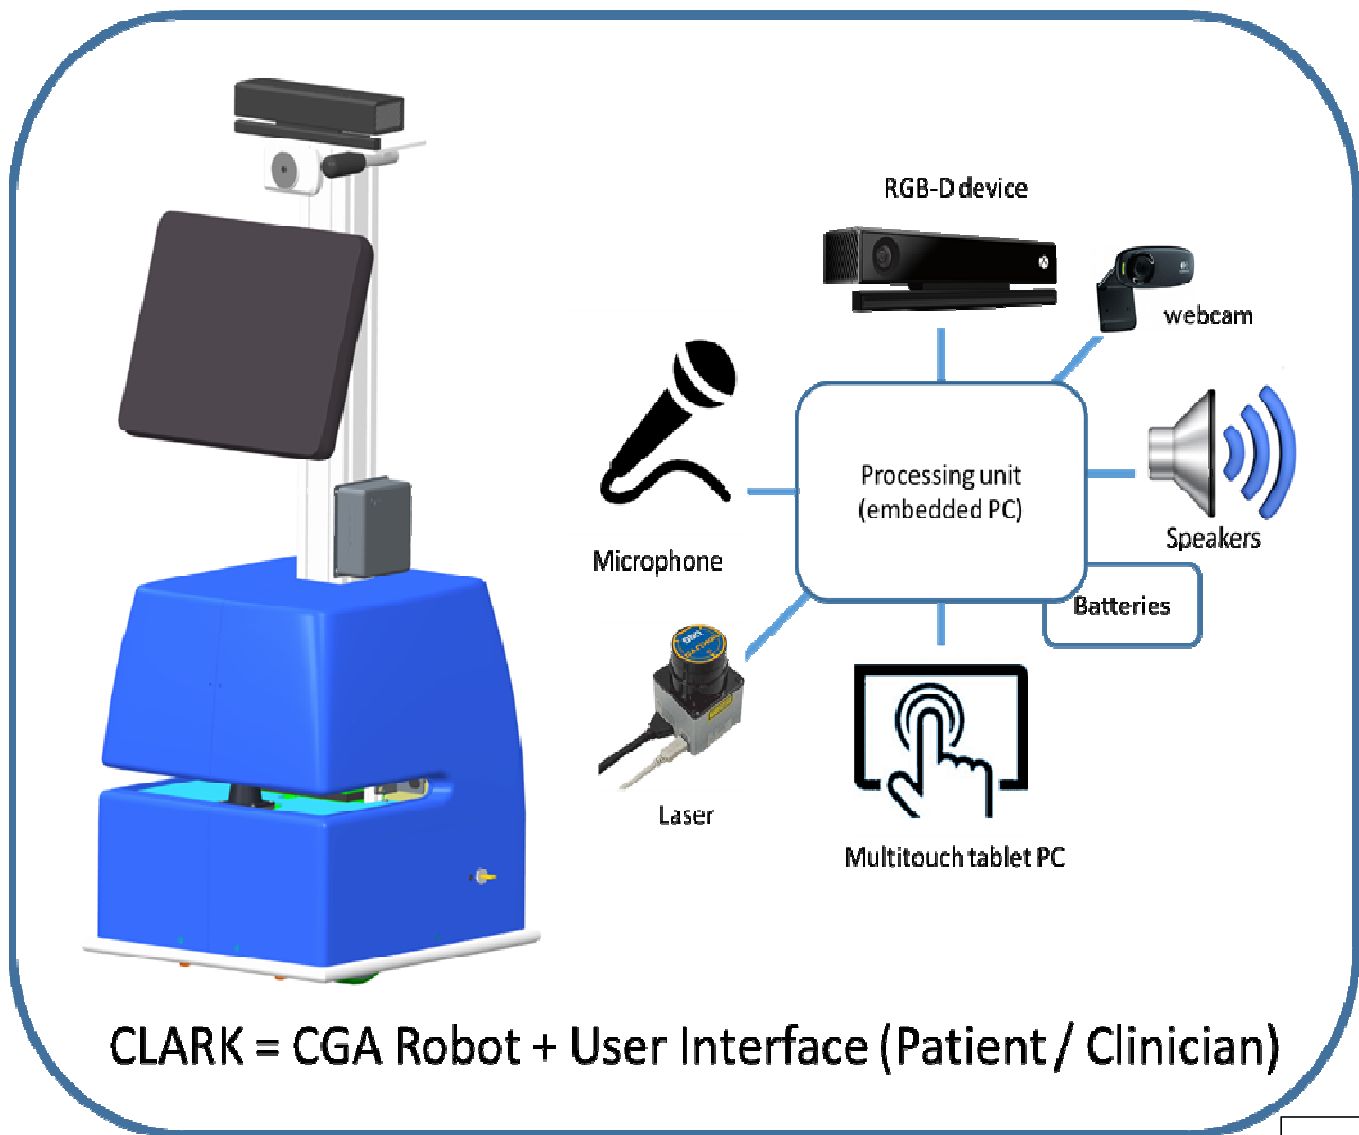 RGB-D device
webcam
Processing unit
(embedded PC)
Speakers
Microphone
Batteries
Laser
Multitouch tablet PC
CLARK = CGA Robot + User Interface (Patient / Clinician)